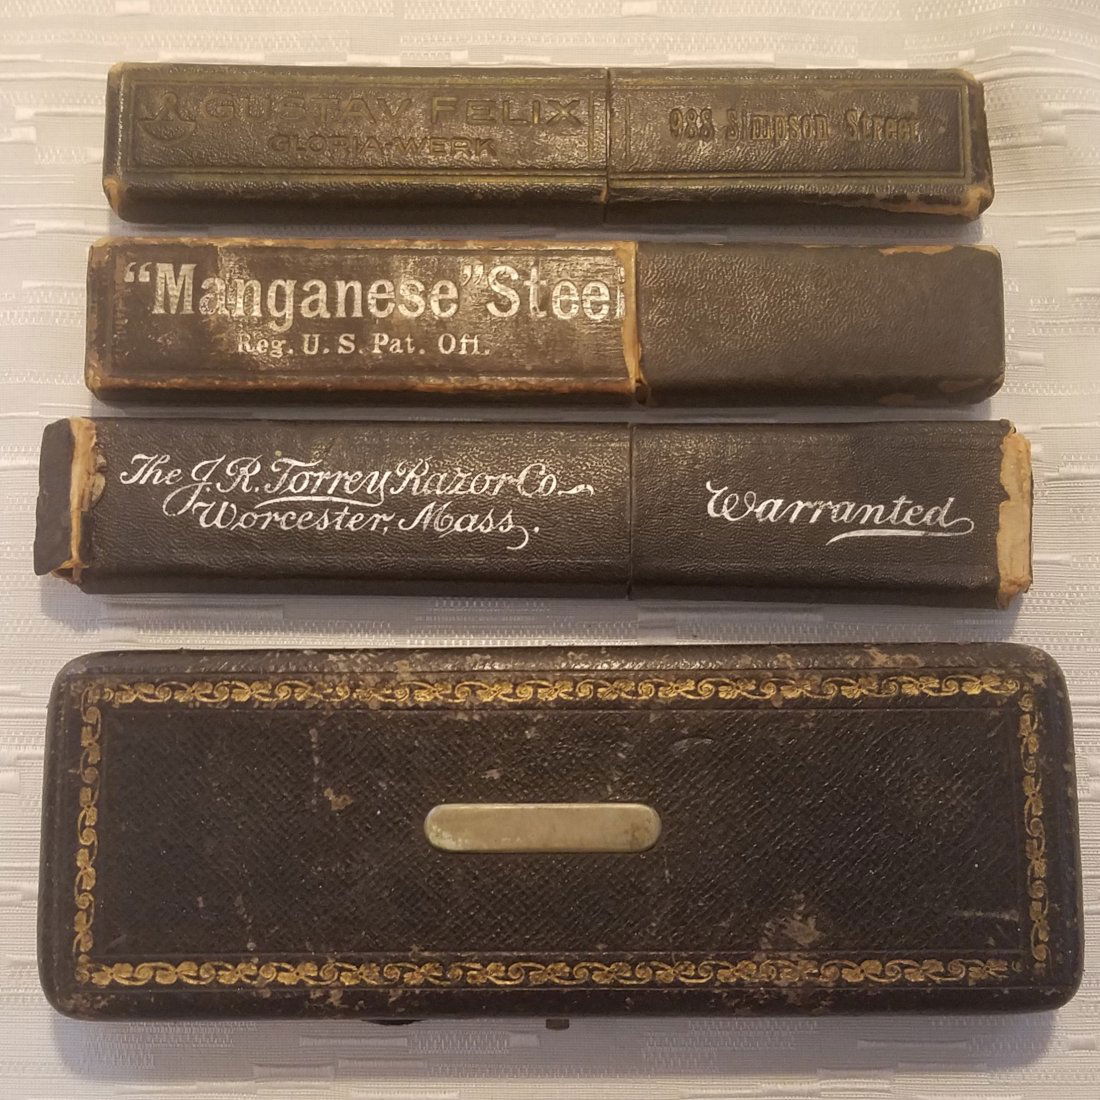 GUSTAV FELIX
GLORIA-WERK
988 Simpson Street
"Manganese" Steel
Reg. U. S. Pat. Off.
The J. R. Torrey Razor Co.
Worcester, Mass.
Warranted